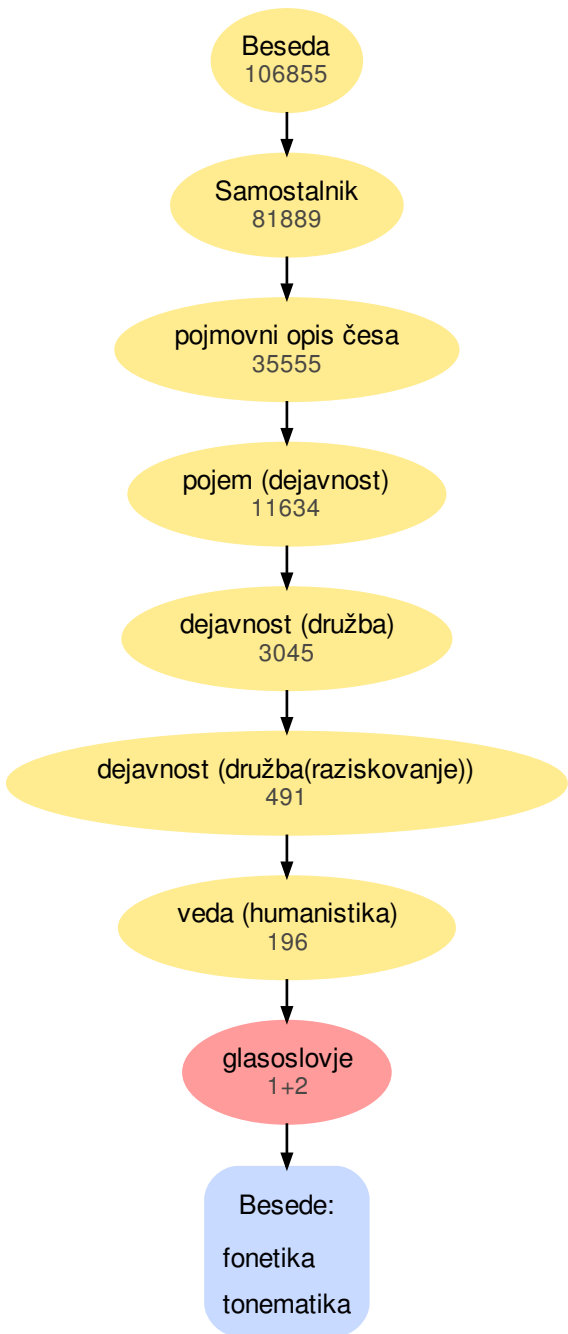 Beseda
106855
Samostalnik
81889
pojmovni opis česa
35555
pojem (dejavnost)
11634
dejavnost (družba)
3045
dejavnost (družba(raziskovanje))
491
veda (humanistika)
196
glasoslovje
1+2
Besede:
fonetika
tonematika